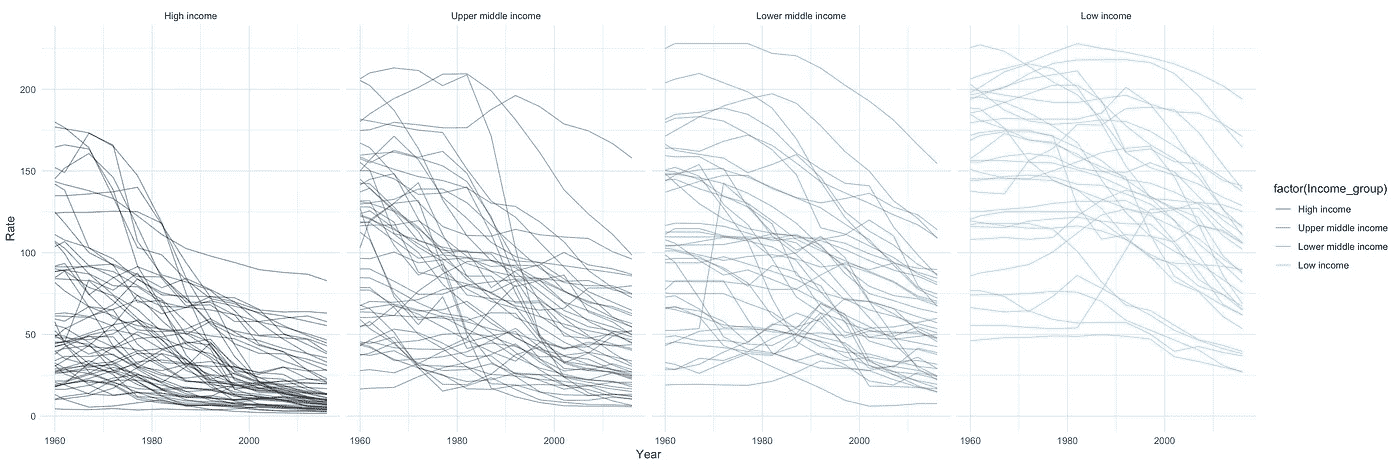 High income
Upper middle income
Lower middle income
Low income
200
150
100
50
0
Rate
1960 1980 2000
1960 1980 2000
1960 1980 2000
1960 1980 2000
Year
factor(Income_group)
High income
Upper middle income
Lower middle income
Low income